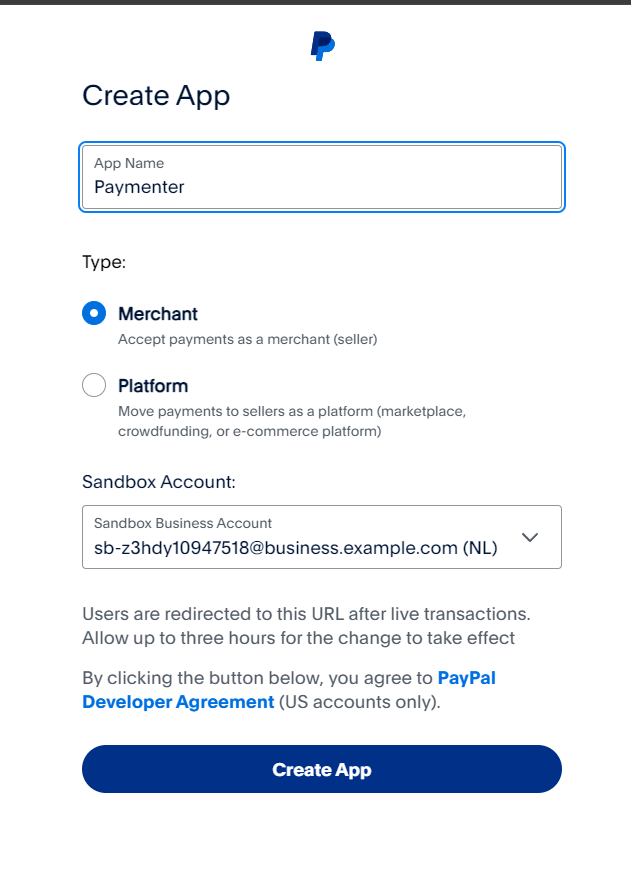 Create App
App Name
Paymenter
Type:
Merchant
Accept payments as a merchant (seller)
Platform
Move payments to sellers as a platform (marketplace,
crowdfunding, or e-commerce platform)
Sandbox Account:
Sandbox Business Account
sb-z3hdy10947518@business.example.com (NL)
Users are redirected to this URL after live transactions.
Allow up to three hours for the change to take effect
By clicking the button below, you agree to PayPal
Developer Agreement (US accounts only).
Create App